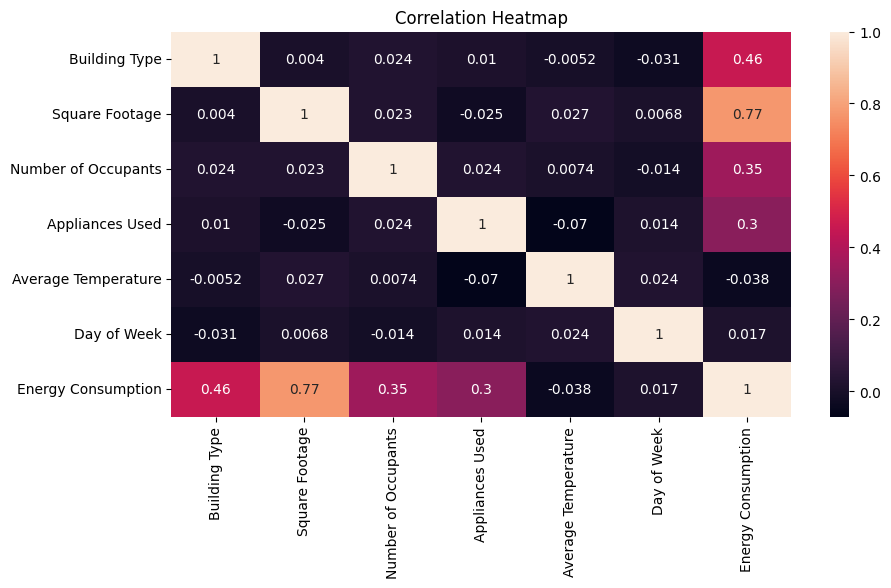 Correlation Heatmap
Building Type 1 0.004 0.024 0.01 -0.0052 -0.031 0.46
Square Footage 0.004 1 0.023 -0.025 0.027 0.0068 0.77
Number of Occupants 0.024 0.023 1 0.024 0.0074 -0.014 0.35
Appliances Used 0.01 -0.025 0.024 1 -0.07 0.014 0.3
Average Temperature -0.0052 0.027 0.0074 -0.07 1 0.024 -0.038
Day of Week -0.031 0.0068 -0.014 0.014 0.024 1 0.017
Energy Consumption 0.46 0.77 0.35 0.3 -0.038 0.017 1
Building Type
Square Footage
Number of Occupants
Appliances Used
Average Temperature
Day of Week
Energy Consumption
1.0
0.8
0.6
0.4
0.2
0.0